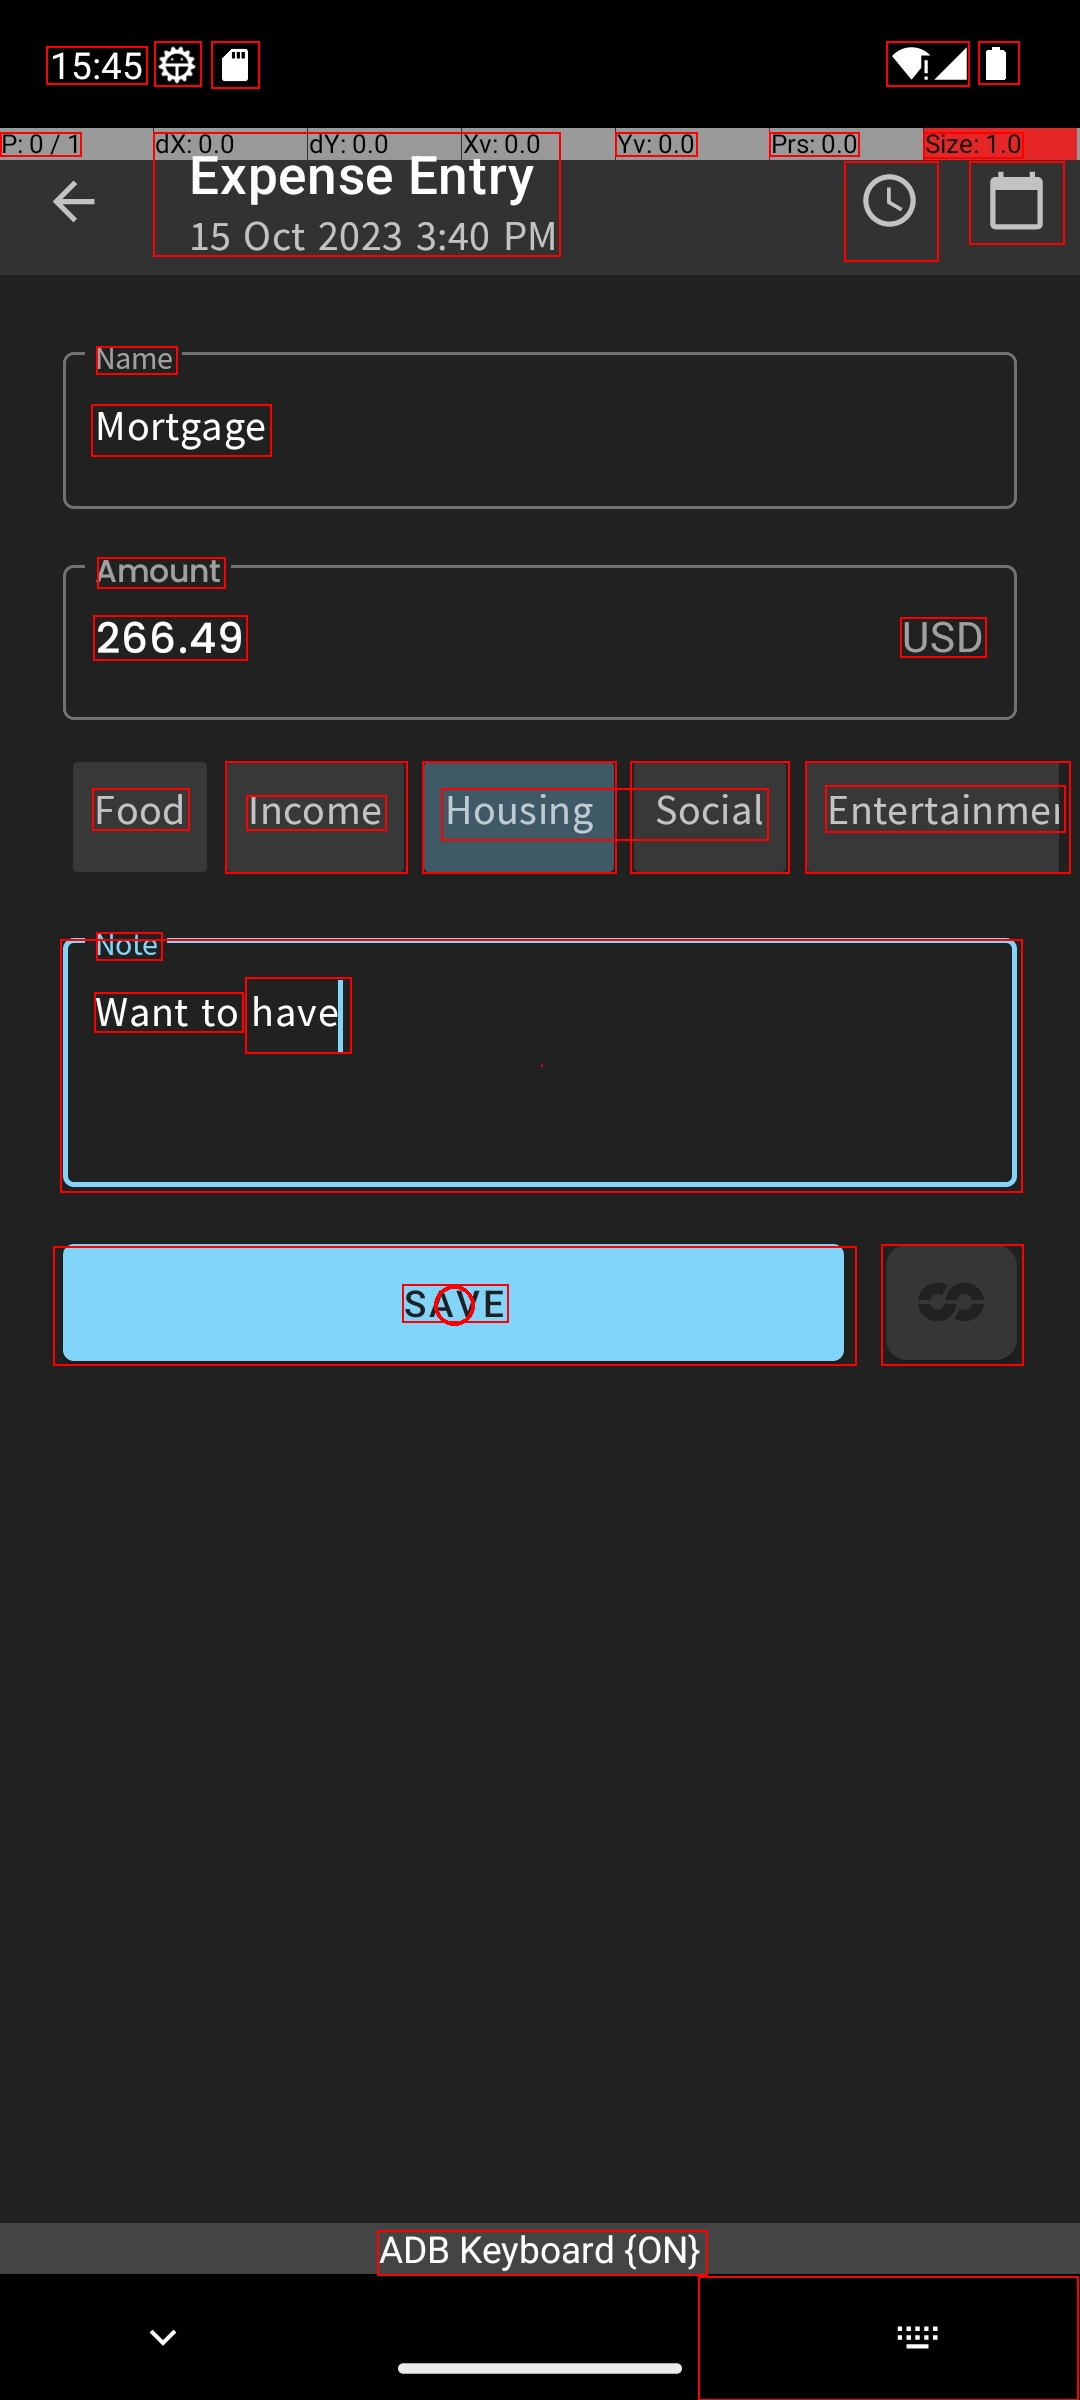 15:45
P: 0 / 1 dX: 0.0 dY: 0.0 Xv: 0.0 Yv: 0.0 Prs: 0.0 Size: 1.0
Expense Entry
15 Oct 2023 3:40 PM
Name
Mortgage
Amount
266.49 USD
Food Income Housing Social Entertainmen
Note
Want to have
SAVE
ADB Keyboard {ON}